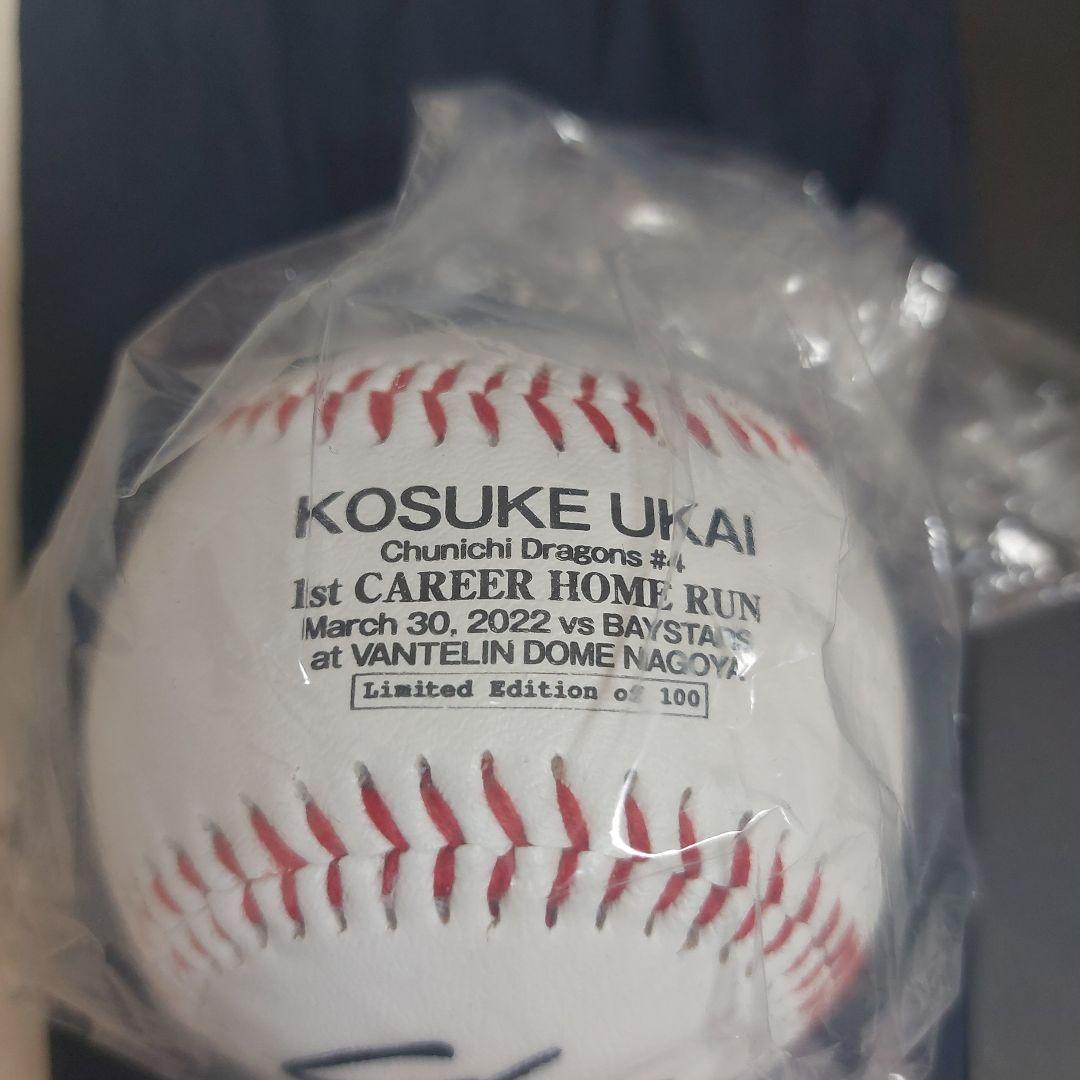 KOSUKE UKAI
Chunichi Dragons #4
1st CAREER HOME RUN
March 30, 2022 vs BAYSTARS
at VANTELIN DOME NAGOYA
Limited Edition of 100